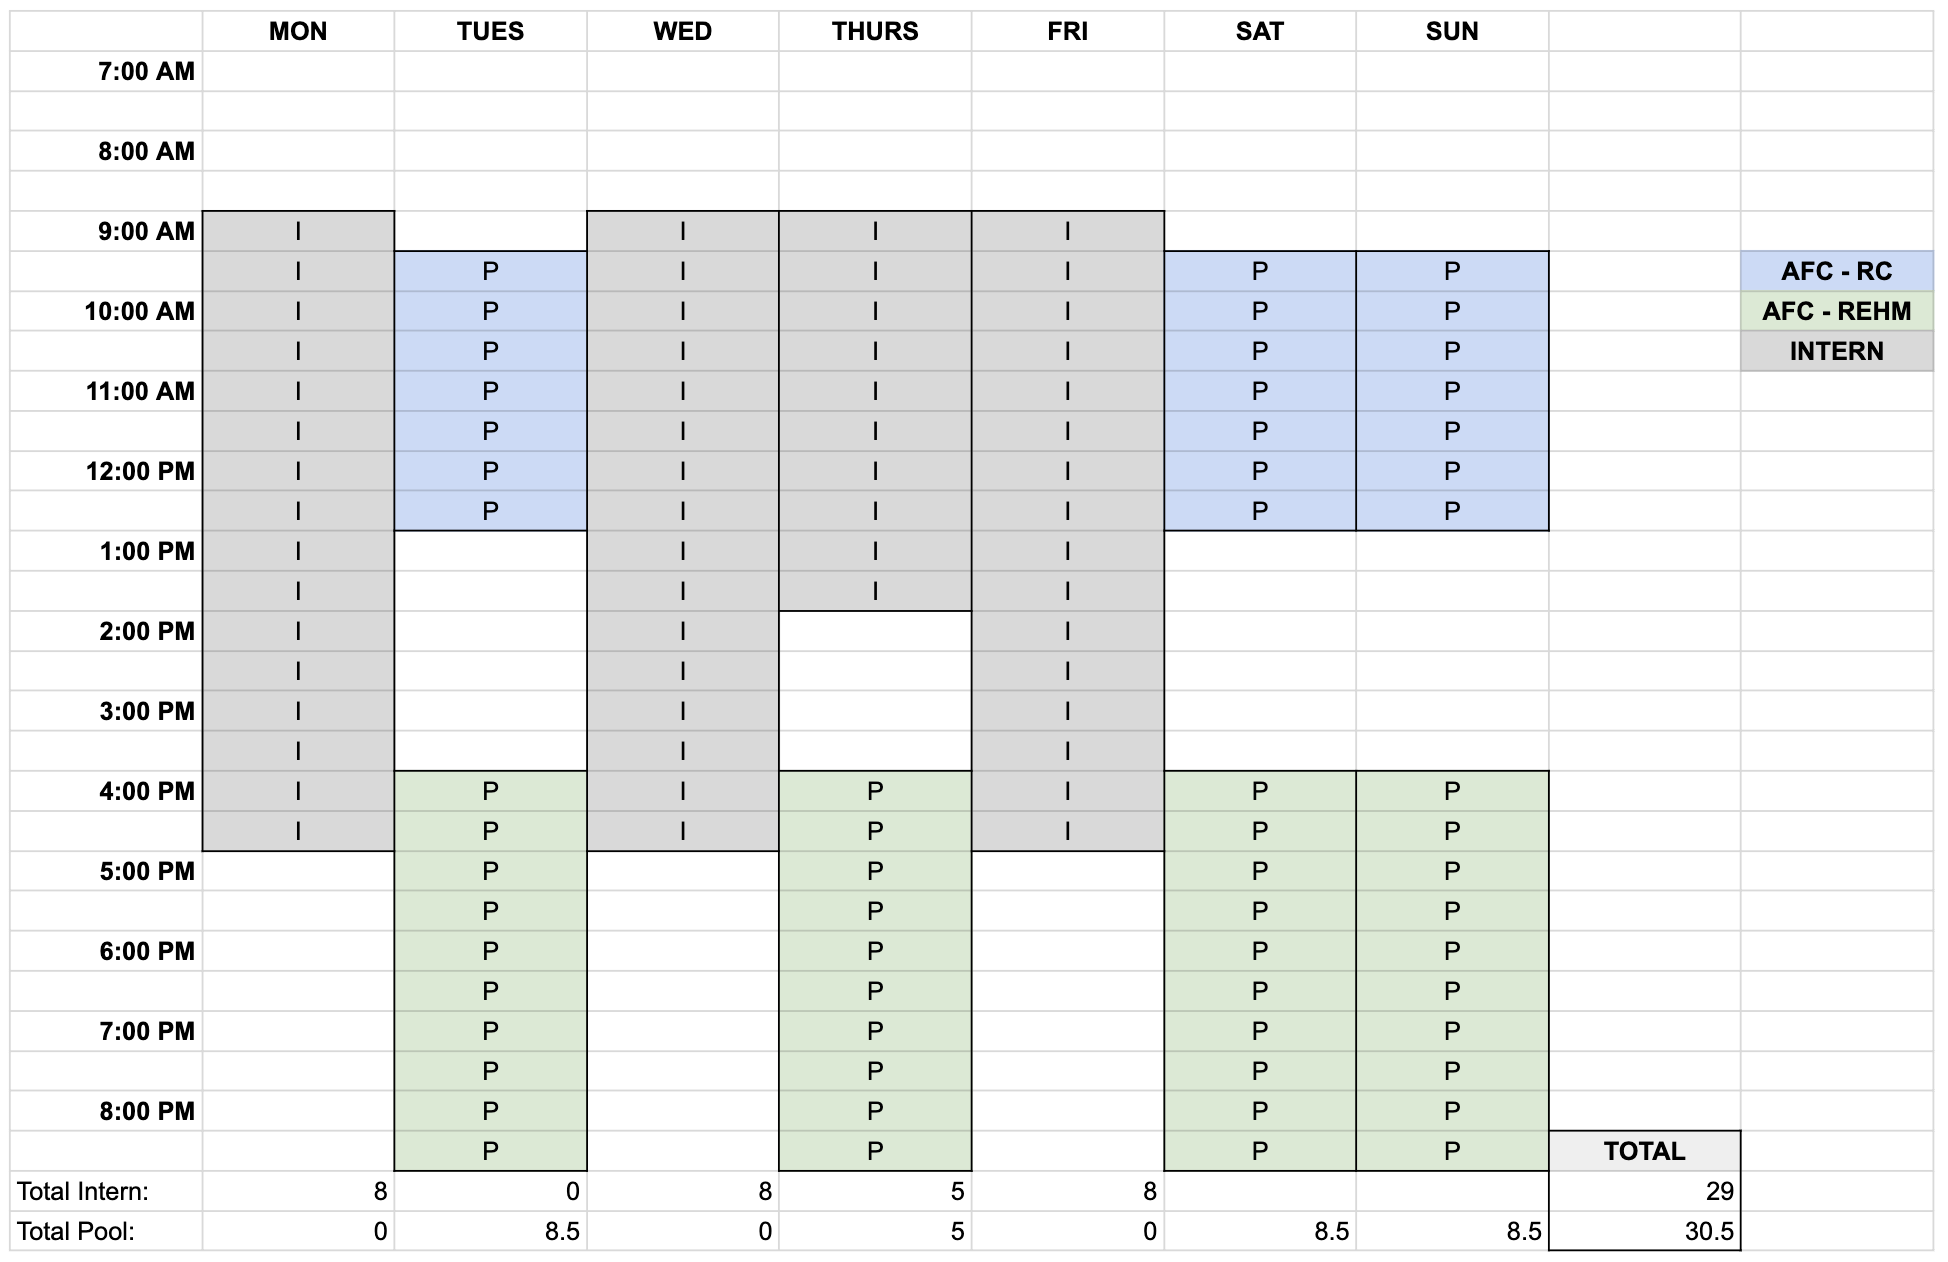 MON TUES WED THURS FRI SAT SUN
7:00 AM
8:00 AM
9:00 AM I I I I
I P I I I P P AFC - RC
10:00 AM I P I I I P P AFC - REHM
I P I I I P P INTERN
11:00 AM I P I I I P P
I P I I I P P
12:00 PM I P I I I P P
I P I I I P P
1:00 PM I I I I
I I I I
2:00 PM I I I
I I I
3:00 PM I I I
I I I
4:00 PM I P I P I P P
I P I P I P P
5:00 PM P P P P
P P P P
6:00 PM P P P P
P P P P
7:00 PM P P P P
P P P P
8:00 PM P P P P
P P P P TOTAL
Total Intern: 8 0 8 5 8 29
Total Pool: 0 8.5 0 5 0 8.5 8.5 30.5